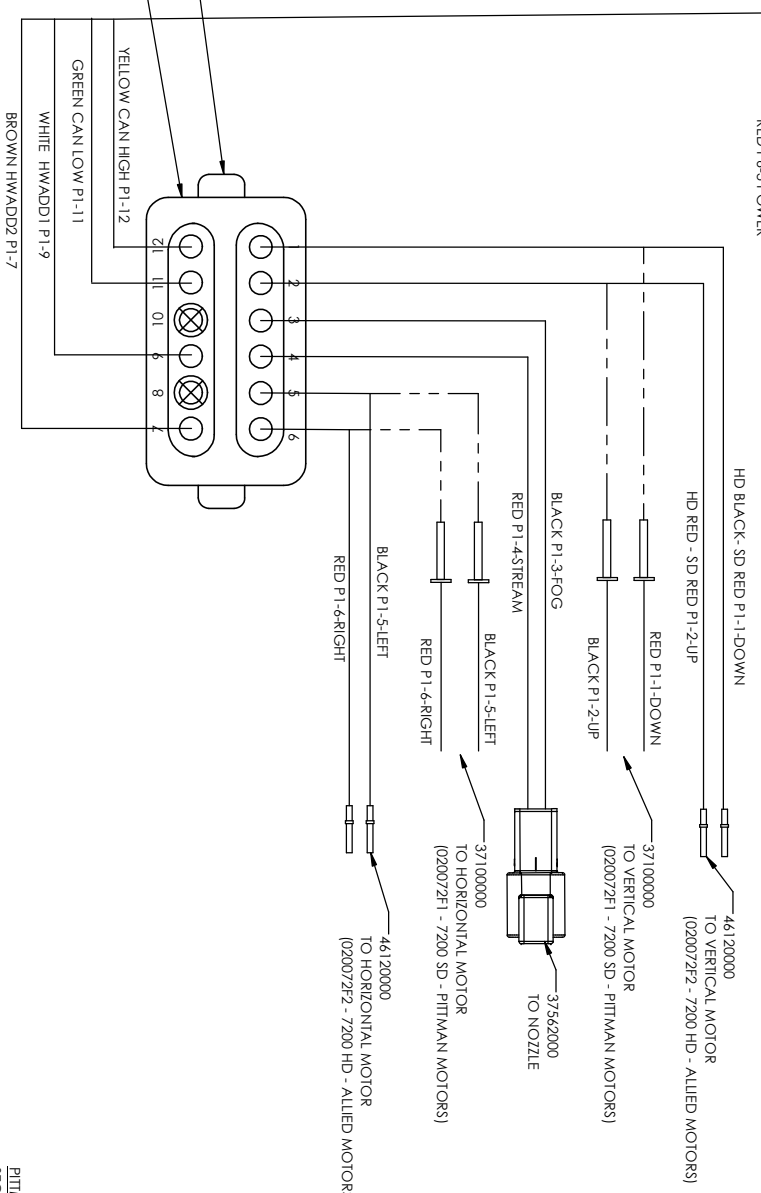 RED P3-3 POWER
HD BLACK- SD RED P1-1-DOWN
HD RED - SD RED P1-2-UP
46120000
TO VERTICAL MOTOR
(020072F2 - 7200 HD - ALLIED MOTORS)
RED P1-1-DOWN
BLACK P1-2-UP
37100000
TO VERTICAL MOTOR
(020072F1 - 7200 SD - PITTMAN MOTORS)
BLACK P1-3-FOG
RED P1-4-STREAM
37562000
TO NOZZLE
BLACK P1-5-LEFT
RED P1-6-RIGHT
37100000
TO HORIZONTAL MOTOR
(020072F1 - 7200 SD - PITTMAN MOTORS)
BLACK P1-5-LEFT
RED P1-6-RIGHT
46120000
TO HORIZONTAL MOTOR
(020072F2 - 7200 HD - ALLIED MOTOR
1
2
3
4
5
6
12
11
10
9
8
7
YELLOW CAN HIGH P1-12
GREEN CAN LOW P1-11
WHITE HWADD1 P1-9
BROWN HWADD2 P1-7